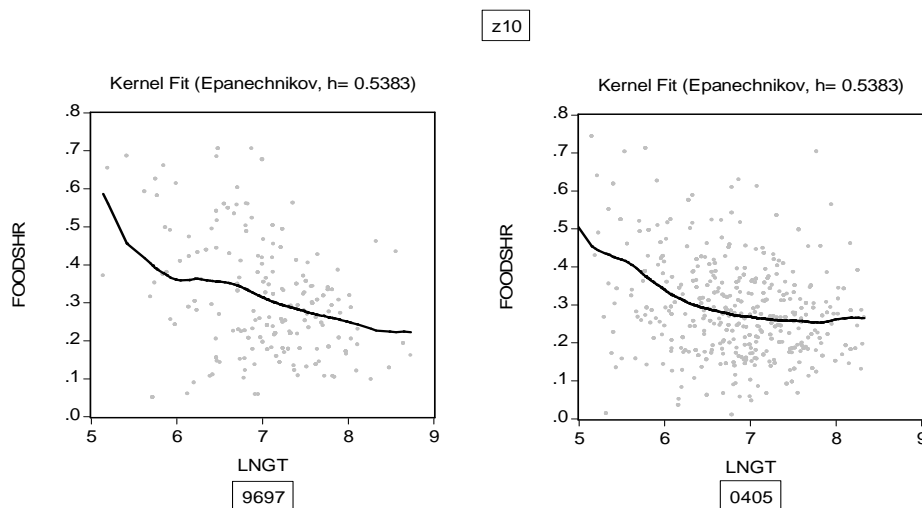 z10
Kernel Fit (Epanechnikov, h= 0.5383)
.8
.7
.6
.5
.4
.3
.2
.1
.0
5 6 7 8 9
FOODSHR
LNGT
9697
Kernel Fit (Epanechnikov, h= 0.5383)
.8
.7
.6
.5
.4
.3
.2
.1
.0
5 6 7 8 9
FOODSHR
LNGT
0405